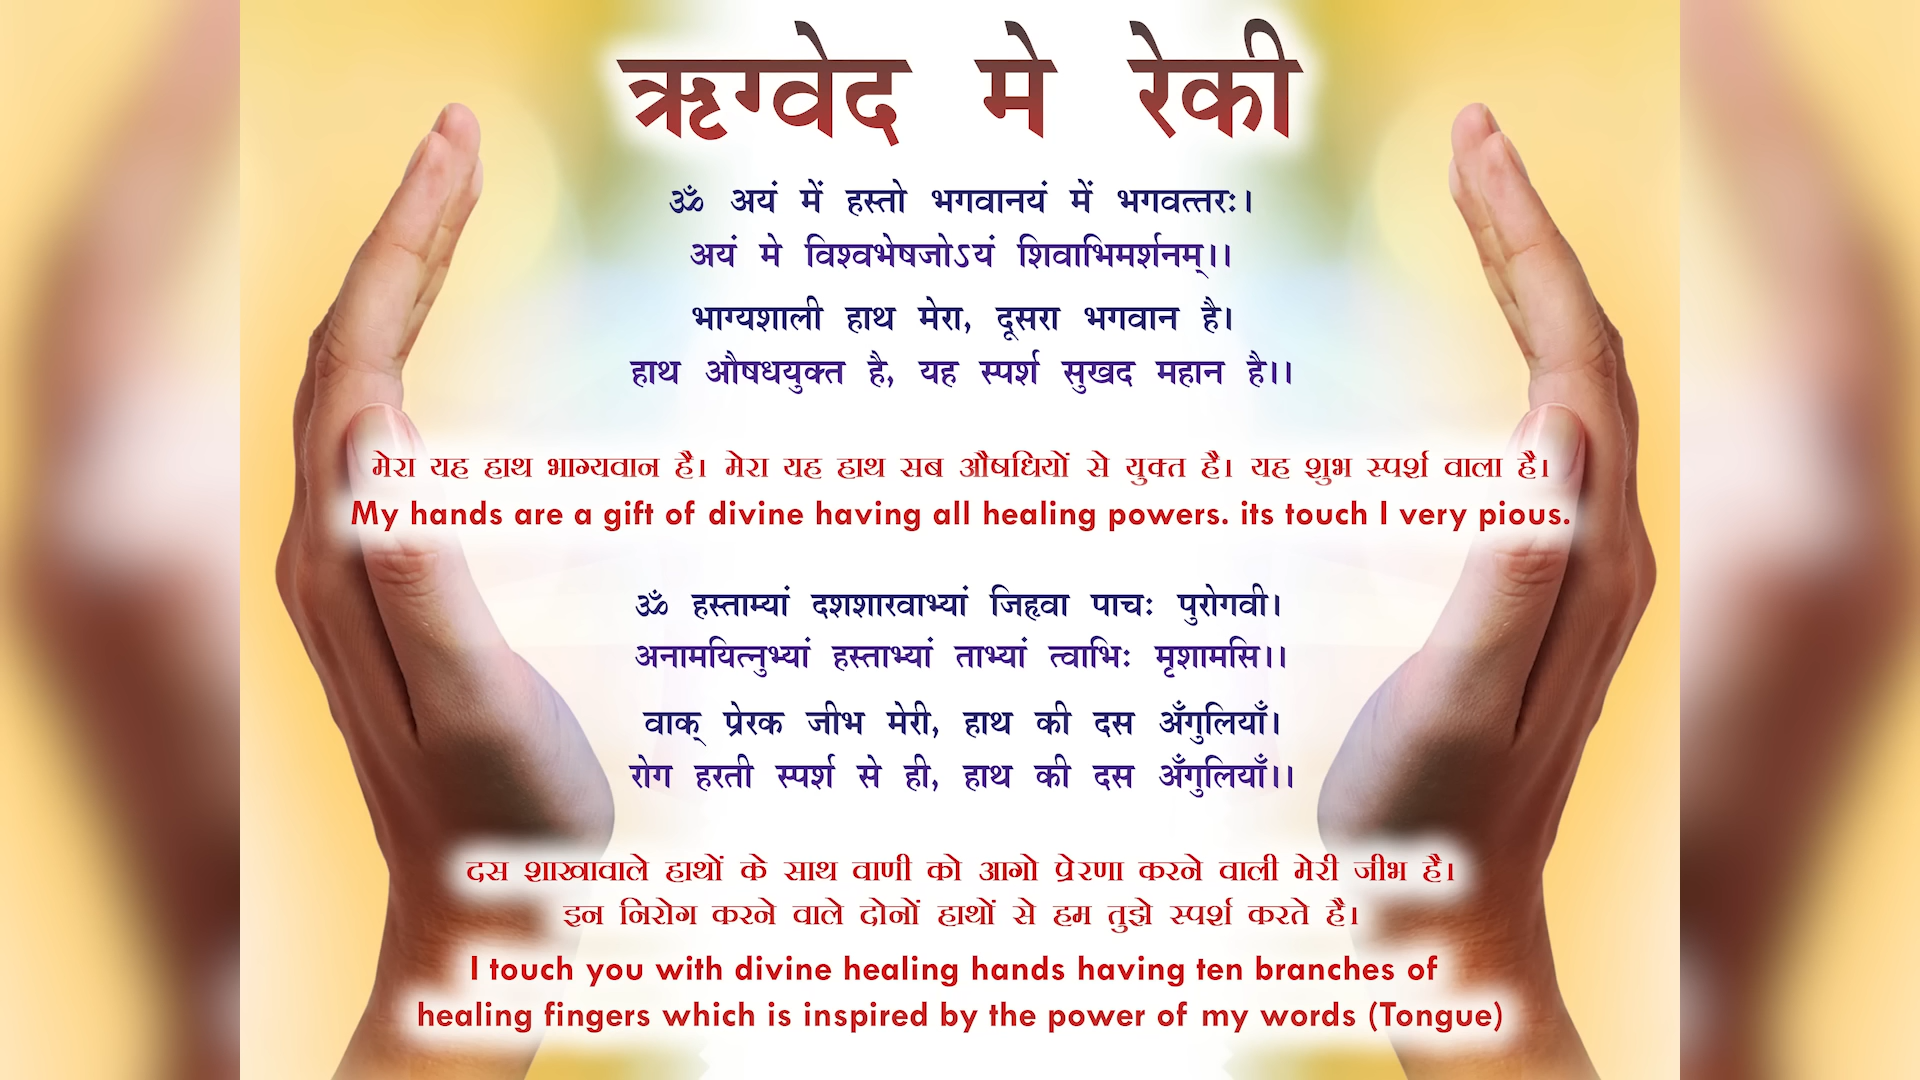 ऋग्वेद मे रेकी
ॐ अयं में हस्तो भगवानयं में भगवत्तरः।
अयं मे विश्वभेषजोऽयं शिवाभिमर्शनम्।।
भाग्यशाली हाथ मेरा, दूसरा भगवान है।
हाथ औषधयुक्त है, यह स्पर्श सुखद महान है।।
मेरा यह हाथ भाग्यवान है। मेरा यह हाथ सब औषधियों से युक्त है। यह शुभ स्पर्श वाला है।
My hands are a gift of divine having all healing powers. its touch I very pious.
ॐ हस्ताम्यां दशशारवाभ्यां जिहृवा पाचः पुरोगवी।
अनामयित्नुभ्यां हस्ताभ्यां ताभ्यां त्वाभिः मृशामसि।।
वाक् प्रेरक जीभ मेरी, हाथ की दस अँगुलियाँ।
रोग हरती स्पर्श से ही, हाथ की दस अँगुलियाँ।।
दस शाखावाले हाथों के साथ वाणी को आगो प्रेरणा करने वाली मेरी जीभ है।
इन निरोग करने वाले दोनों हाथों से हम तुझे स्पर्श करते है।
I touch you with divine healing hands having ten branches of
healing fingers which is inspired by the power of my words (Tongue)